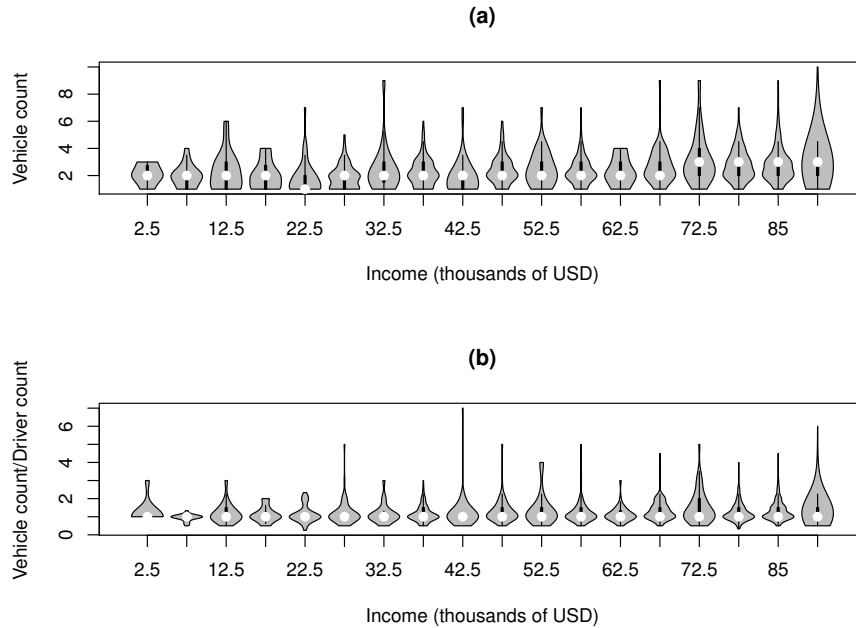 (a)
Vehicle count
8
6
4
2
2.5 12.5 22.5 32.5 42.5 52.5 62.5 72.5 85
Income (thousands of USD)
(b)
Vehicle count/Driver count
6
4
2
0
2.5 12.5 22.5 32.5 42.5 52.5 62.5 72.5 85
Income (thousands of USD)